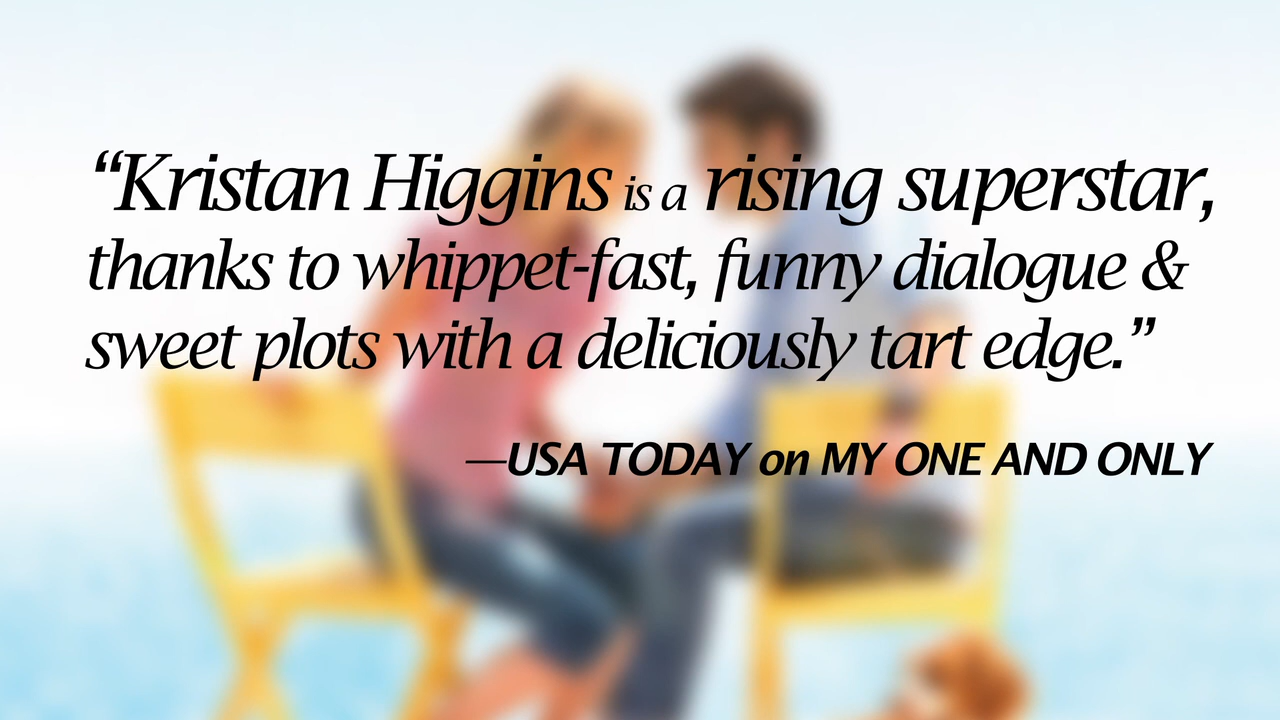 “Kristan Higgins is a rising superstar,
thanks to whippet-fast, funny dialogue &
sweet plots with a deliciously tart edge.”
—USA TODAY on MY ONE AND ONLY